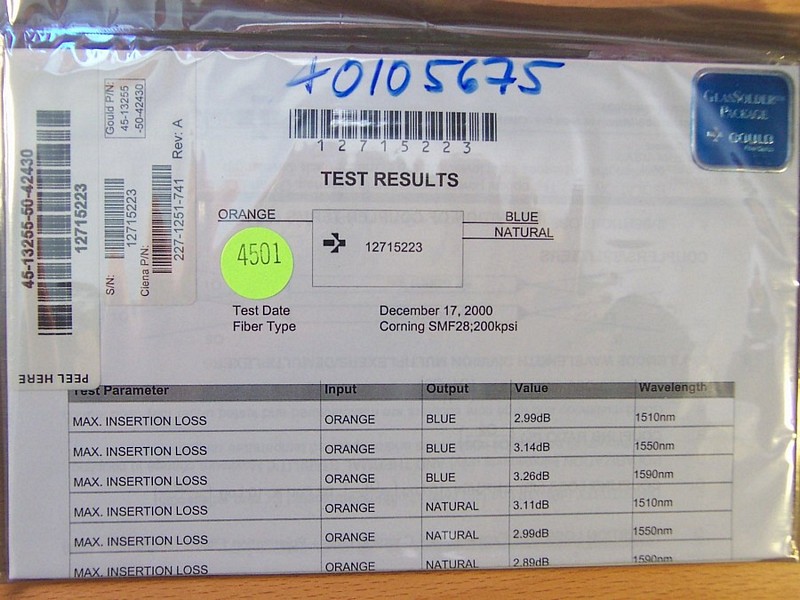 40105675
12715223
GLASSOLDER™
PACKAGE
GOULD
TEST RESULTS
ORANGE
BLUE
NATURAL
4501
12715223
Test Date December 17, 2000
Fiber Type Corning SMF28;200kpsi
45-13255-50-42430
12715223
PEEL HERE
Gould P/N:
45-13255
-50-42430
Rev: A
S/N: 12715223
Ciena P/N: 227-1251-741
Test Parameter Input Output Value Wavelength
MAX. INSERTION LOSS ORANGE BLUE 2.99dB 1510nm
MAX. INSERTION LOSS ORANGE BLUE 3.14dB 1550nm
MAX. INSERTION LOSS ORANGE BLUE 3.26dB 1590nm
MAX. INSERTION LOSS ORANGE NATURAL 3.11dB 1510nm
MAX. INSERTION LOSS ORANGE NATURAL 2.99dB 1550nm
MAX. INSERTION LOSS ORANGE NATURAL 2.89dB 1590nm